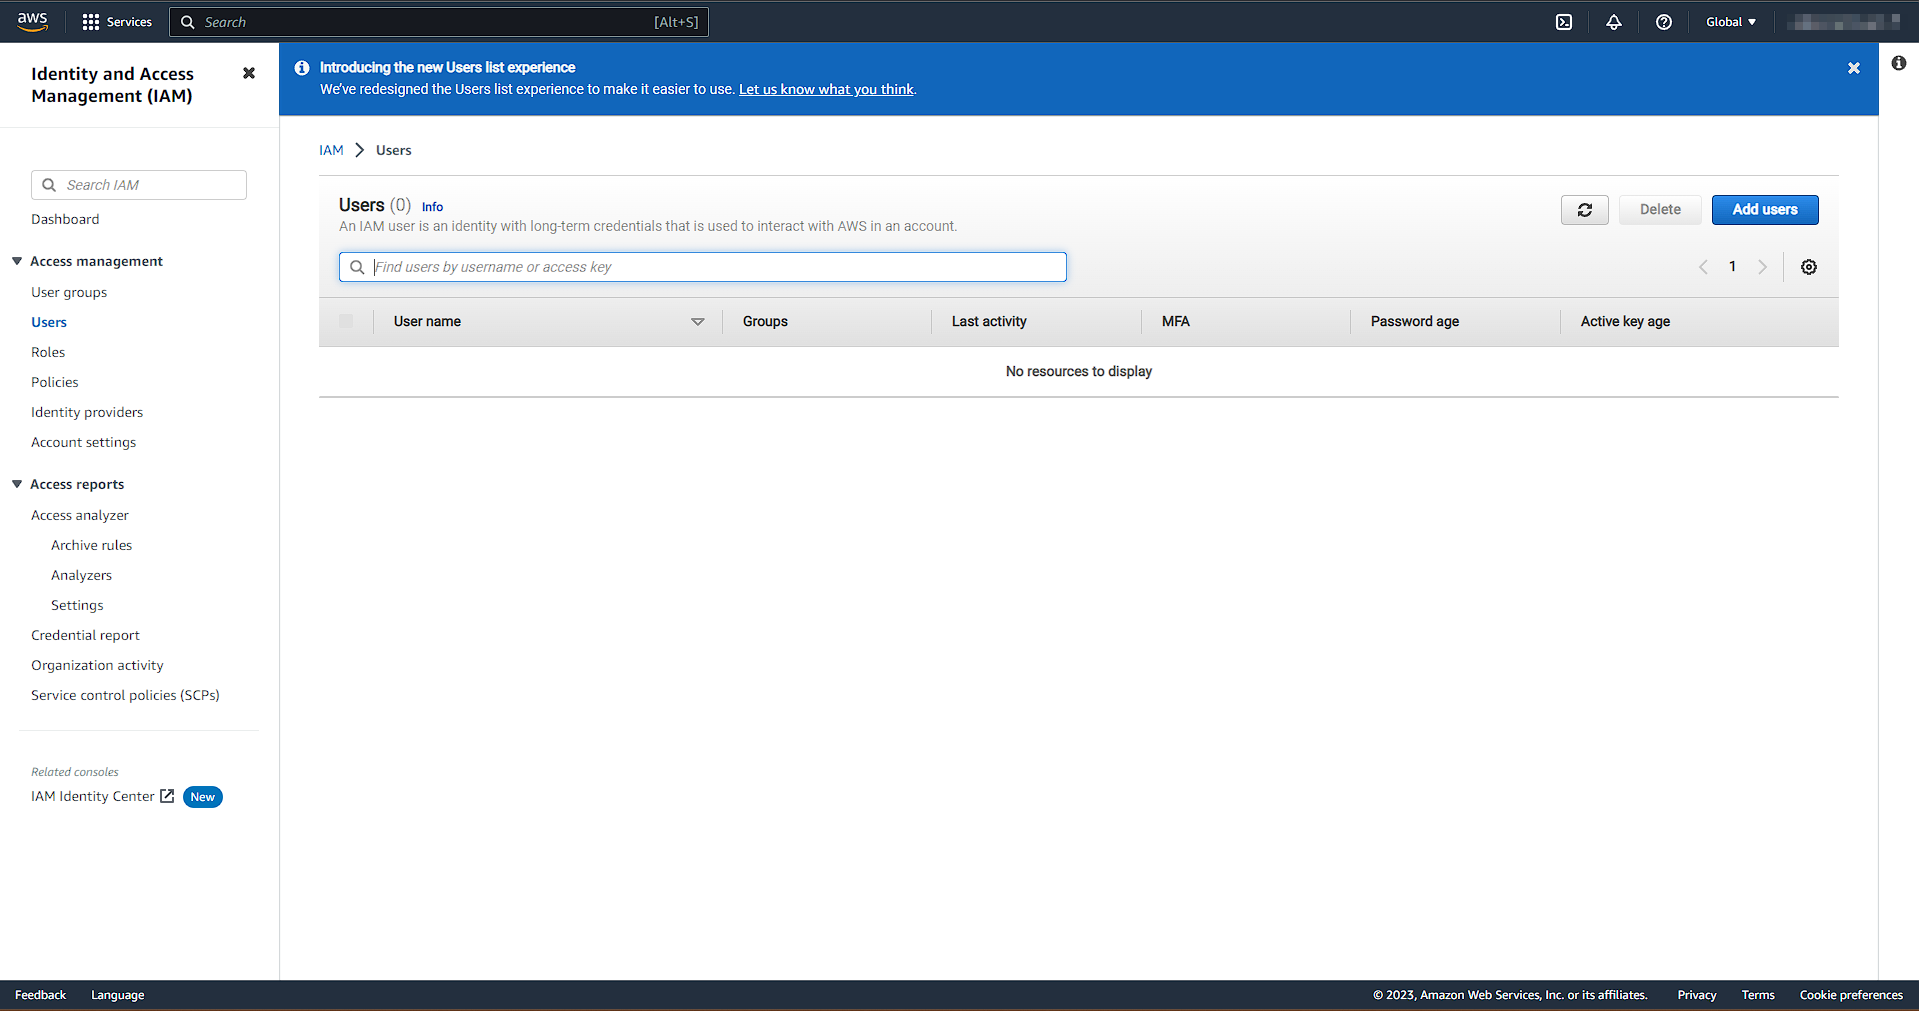 aws
Services
Search
[Alt+S]
Global
Identity and Access
Management (IAM)
Search IAM
Dashboard
Access management
User groups
Users
Roles
Policies
Identity providers
Account settings
Access reports
Access analyzer
Archive rules
Analyzers
Settings
Credential report
Organization activity
Service control policies (SCPs)
Related consoles
IAM Identity Center New
Introducing the new Users list experience
We've redesigned the Users list experience to make it easier to use. Let us know what you think.
IAM Users
Users (0) Info
An IAM user is an identity with long-term credentials that is used to interact with AWS in an account.
Delete
Add users
Find users by username or access key
1
User name Groups Last activity MFA Password age Active key age
No resources to display
Feedback Language
© 2023, Amazon Web Services, Inc. or its affiliates. Privacy Terms Cookie preferences